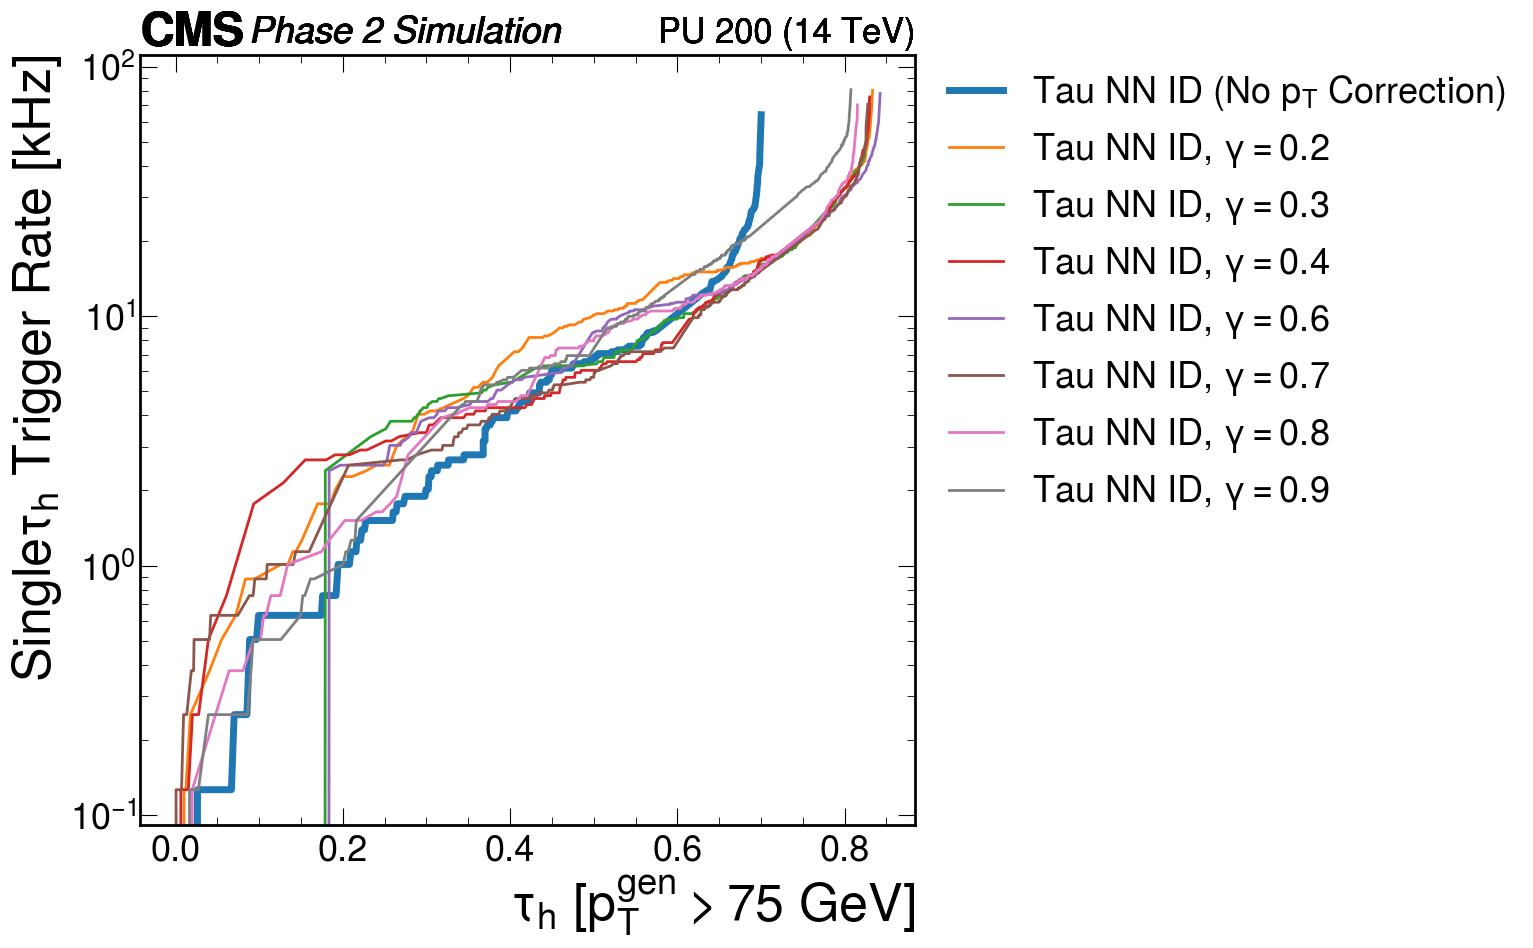 CMS Phase 2 Simulation PU 200 (14 TeV)
Single τh Trigger Rate [kHz]
10²
10¹
10⁰
10⁻¹
0.0 0.2 0.4 0.6 0.8
τh [pTgen > 75 GeV]
Tau NN ID (No pT Correction)
Tau NN ID, γ = 0.2
Tau NN ID, γ = 0.3
Tau NN ID, γ = 0.4
Tau NN ID, γ = 0.6
Tau NN ID, γ = 0.7
Tau NN ID, γ = 0.8
Tau NN ID, γ = 0.9